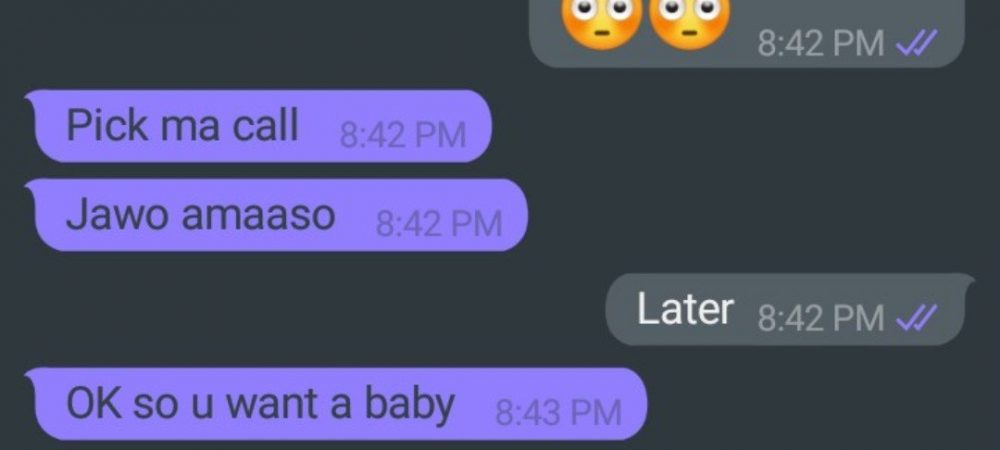 😳😳 8:42 PM
Pick ma call 8:42 PM
Jawo amaaso 8:42 PM
Later 8:42 PM
OK so u want a baby 8:43 PM